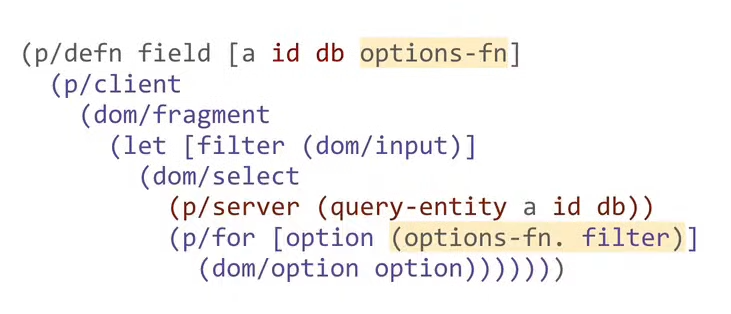 (p/defn field [a id db options-fn]
(p/client
(dom/fragment
(let [filter (dom/input)]
(dom/select
(p/server (query-entity a id db))
(p/for [option (options-fn. filter)]
(dom/option option)))))))